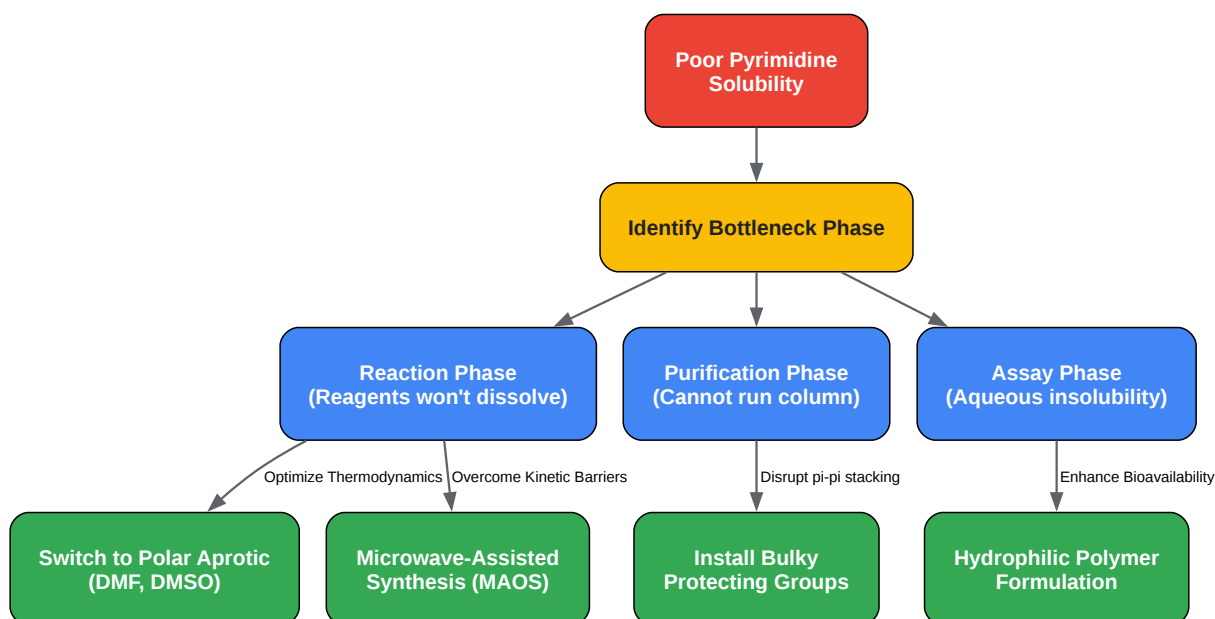 Poor Pyrimidine
Solubility
Identify Bottleneck Phase
Reaction Phase
(Reagents won't dissolve)
Purification Phase
(Cannot run column)
Assay Phase
(Aqueous insolubility)
Optimize Thermodynamics
Overcome Kinetic Barriers
Disrupt pi-pi stacking
Enhance Bioavailability
Switch to Polar Aprotic
(DMF, DMSO)
Microwave-Assisted
Synthesis (MAOS)
Install Bulky
Protecting Groups
Hydrophilic Polymer
Formulation